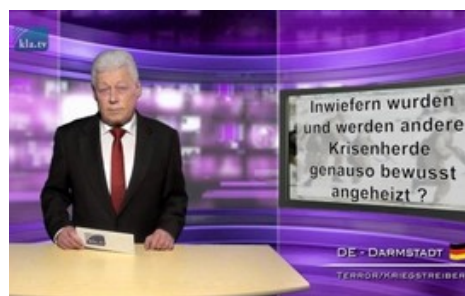 kla.tv
Inwiefern wurden
und werden andere
Krisenherde
genauso bewusst
angeheizt ?
DE - DARMSTADT
TERROR/KRIEGSTREIBER